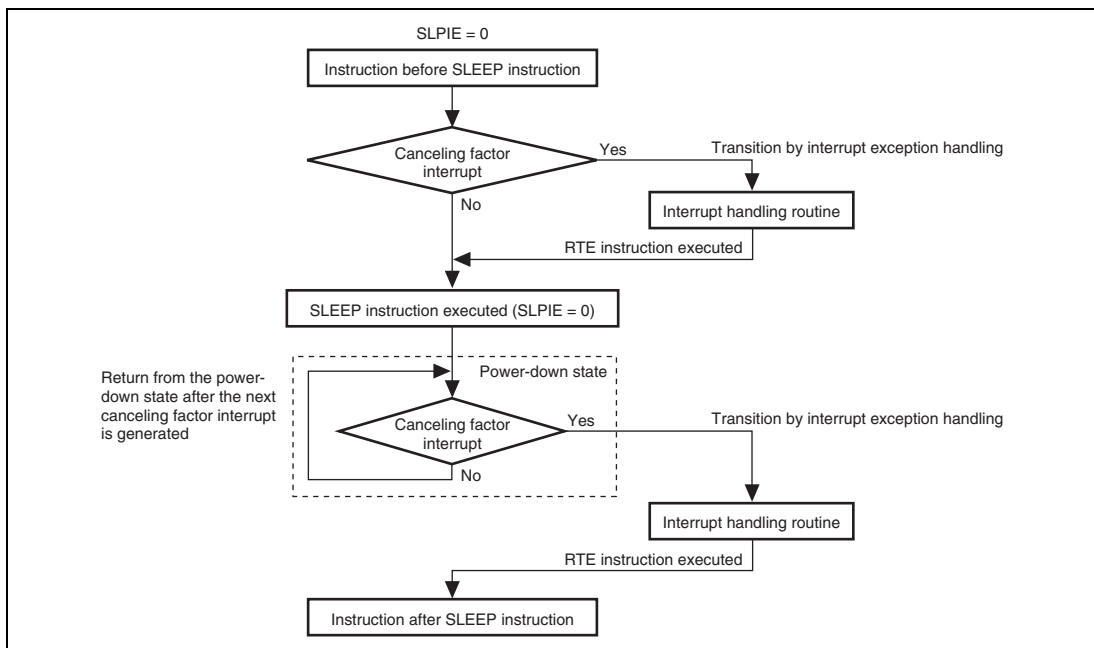 SLPIE = 0
Instruction before SLEEP instruction
Canceling factor
interrupt
Yes
Transition by interrupt exception handling
No
Interrupt handling routine
RTE instruction executed
SLEEP instruction executed (SLPIE = 0)
Return from the power-
down state after the next
canceling factor interrupt
is generated
Power-down state
Canceling factor
interrupt
Yes
Transition by interrupt exception handling
No
Interrupt handling routine
RTE instruction executed
Instruction after SLEEP instruction